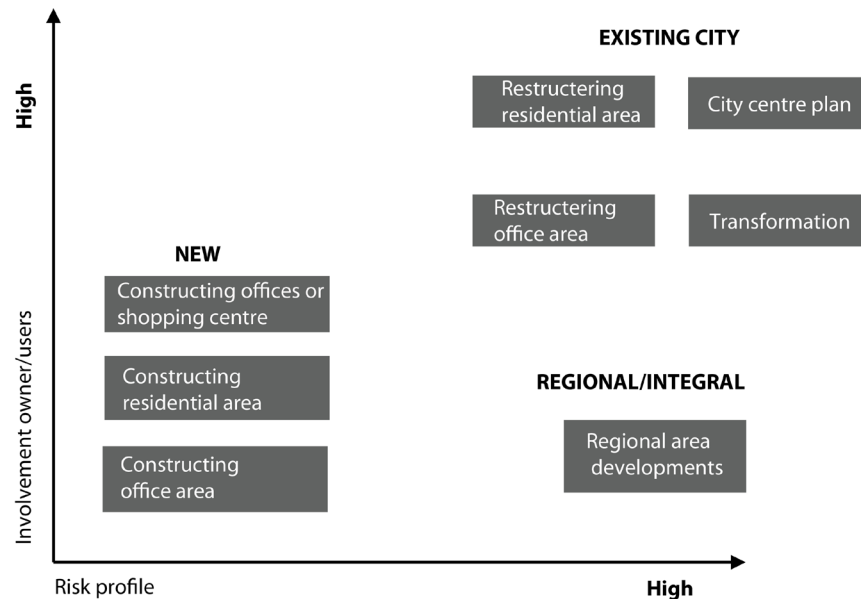 EXISTING CITY
High
Restructering
residential area
City centre plan
Restructering
office area
Transformation
NEW
Constructing offices or
shopping centre
Involvement owner/users
Constructing
residential area
REGIONAL/INTEGRAL
Constructing
office area
Regional area
developments
Risk profile
High